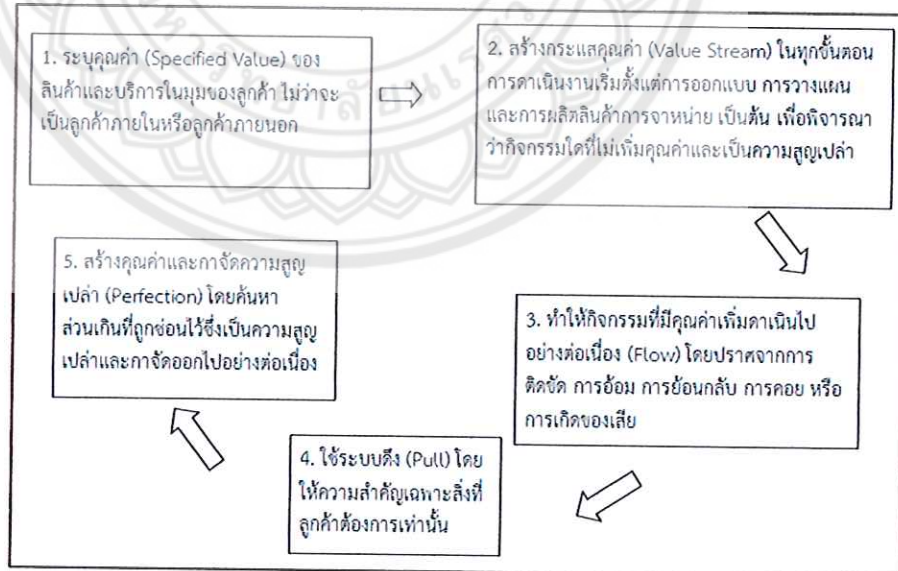 1. ระบุคุณค่า (Specified Value) ของ
สินค้าและบริการในมุมของลูกค้า ไม่ว่าจะ
เป็นลูกค้าภายในหรือลูกค้าภายนอก
2. สร้างกระแสคุณค่า (Value Stream) ในทุกขั้นตอน
การดาเนินงานเริ่มตั้งแต่การออกแบบ การวางแผน
และการผลิตสินค้าการจาหน่าย เป็นต้น เพื่อพิจารณา
ว่ากิจกรรมใดที่ไม่เพิ่มคุณค่าและเป็นความสูญเปล่า
3. ทำให้กิจกรรมที่มีคุณค่าเพิ่มดาเนินไป
อย่างต่อเนื่อง (Flow) โดยปราศจากการ
ติดขัด การอ้อม การย้อนกลับ การคอย หรือ
การเกิดของเสีย
4. ใช้ระบบดึง (Pull) โดย
ให้ความสำคัญเฉพาะสิ่งที่
ลูกค้าต้องการเท่านั้น
5. สร้างคุณค่าและกาจัดความสูญ
เปล่า (Perfection) โดยค้นหา
ส่วนเกินที่ถูกซ่อนไว้ซึ่งเป็นความสูญ
เปล่าและกาจัดออกไปอย่างต่อเนื่อง